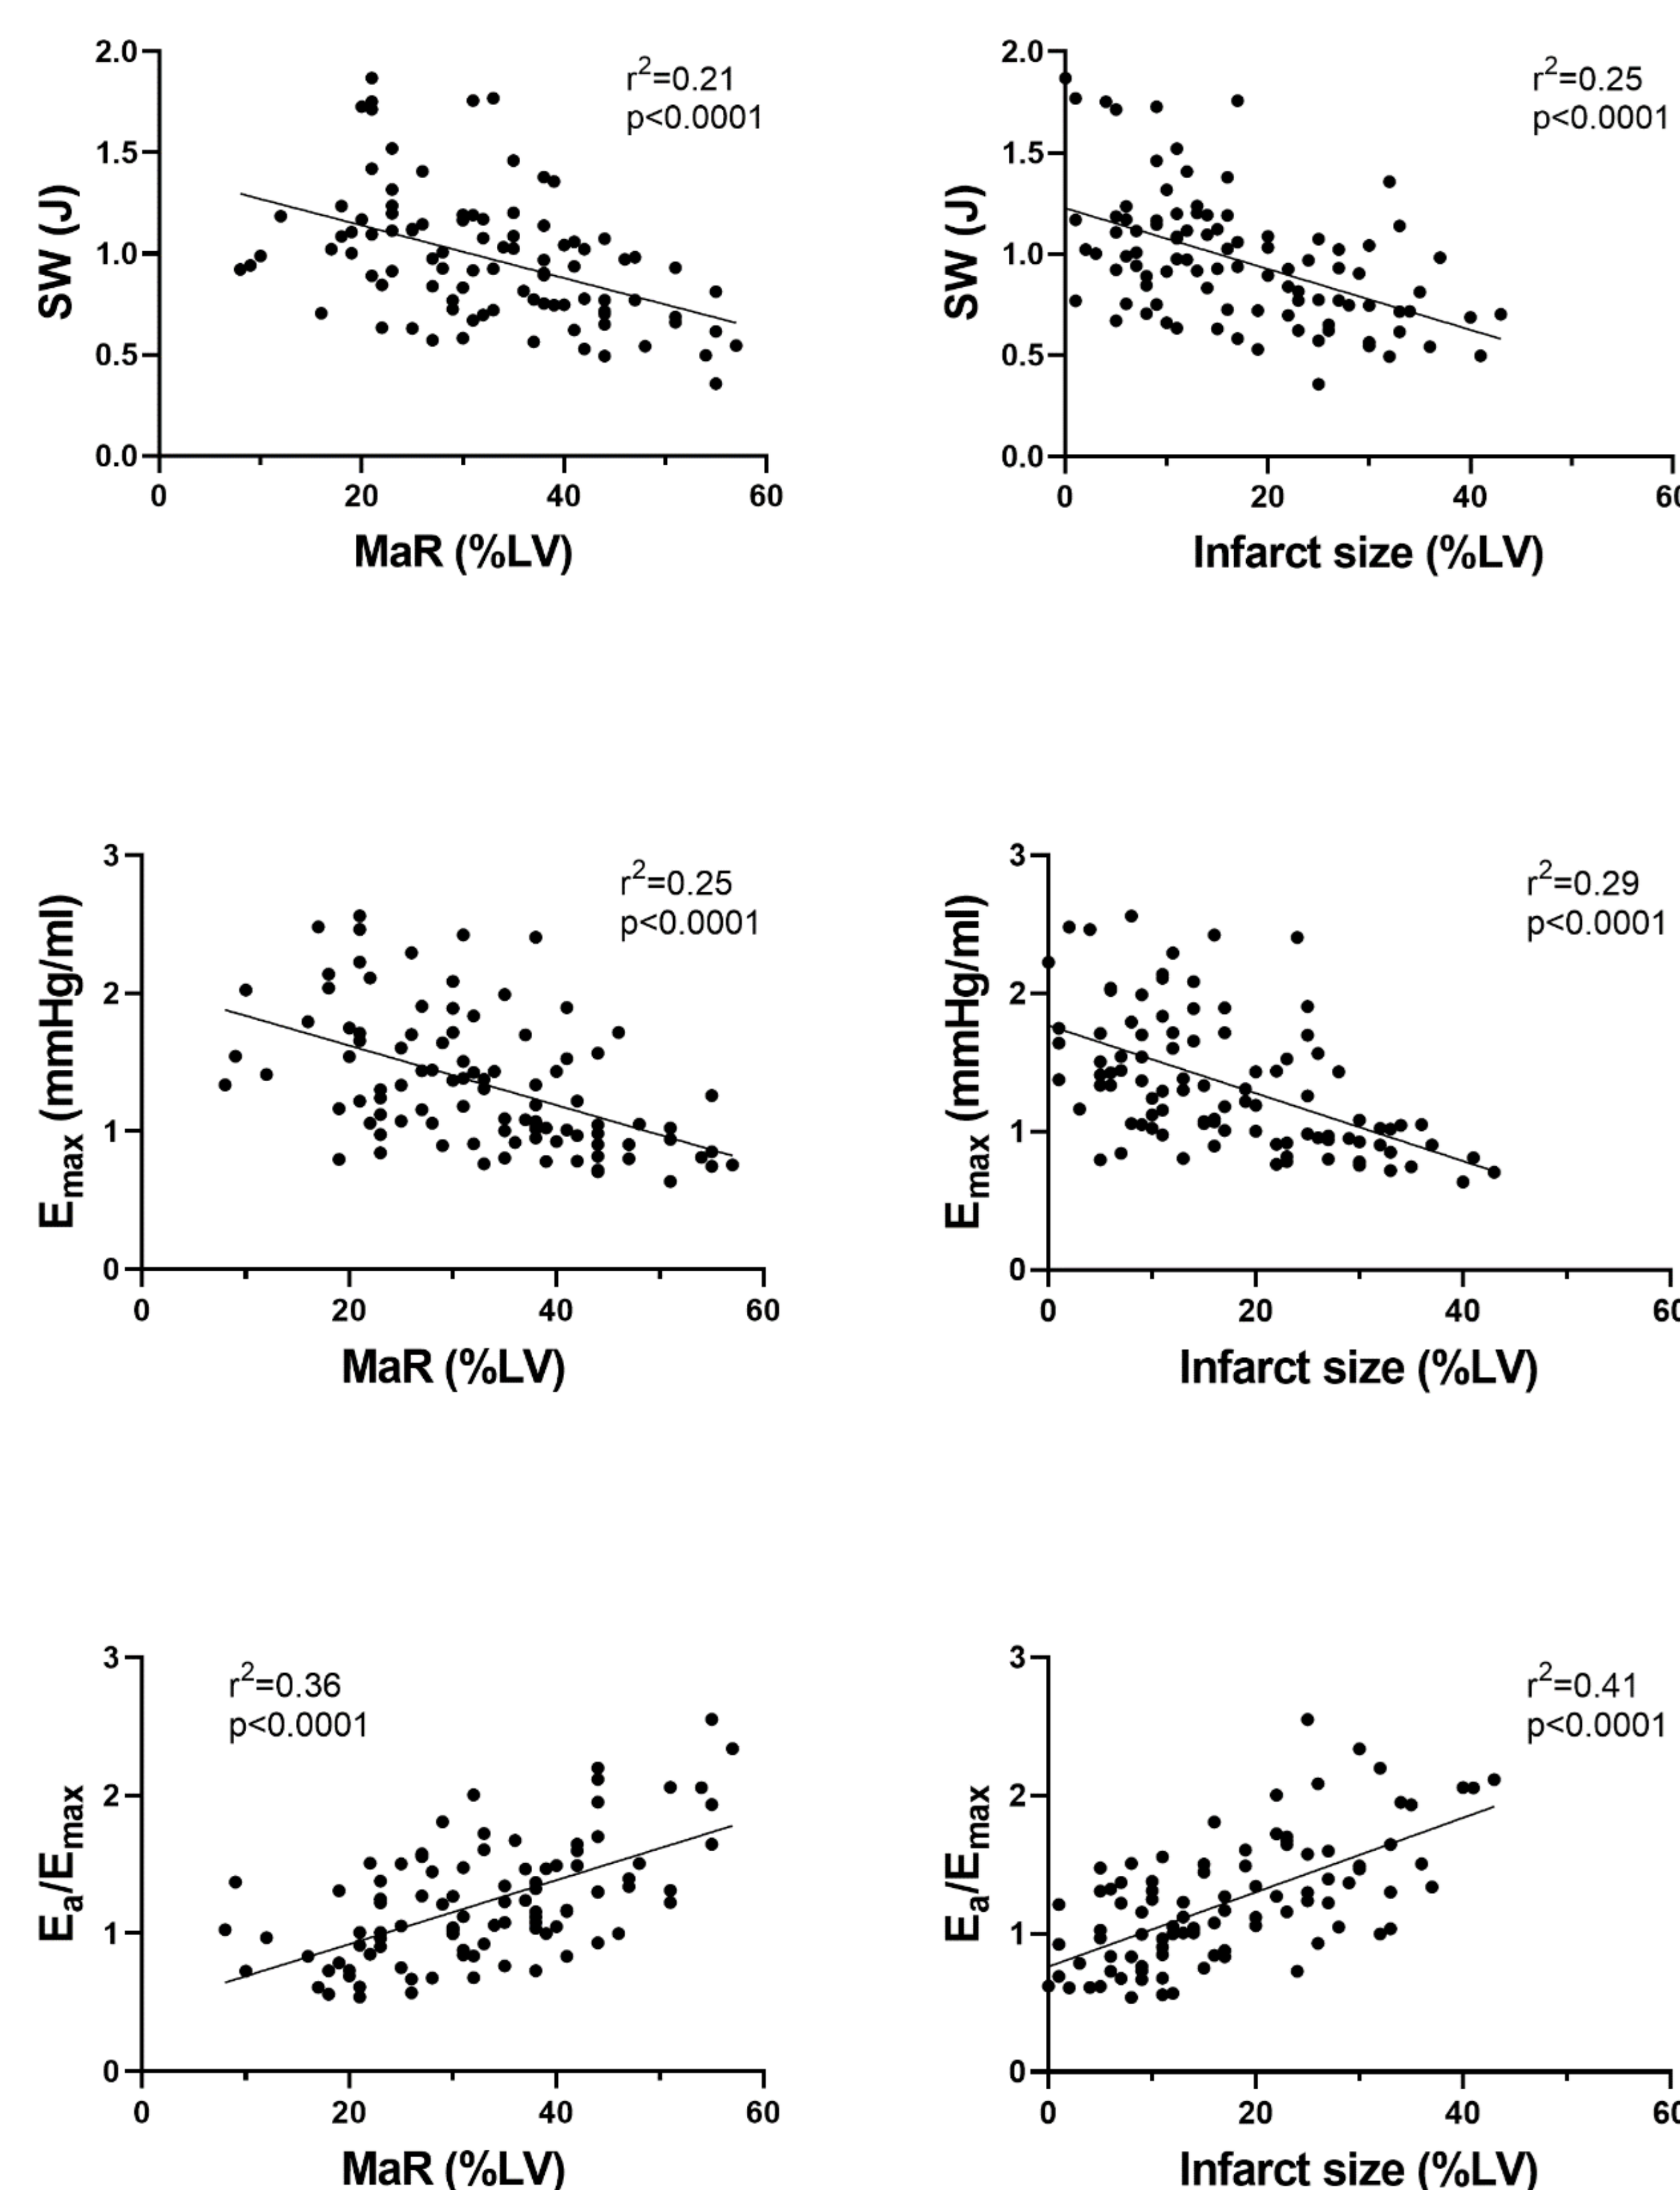 2.0
1.5
1.0
0.5
0.0
SW (J)
r²=0.21
p<0.0001
0 20 40 60
MaR (%LV)
2.0
1.5
1.0
0.5
0.0
SW (J)
r²=0.25
p<0.0001
0 20 40 60
Infarct size (%LV)
3
2
1
0
Emax (mmHg/ml)
r²=0.25
p<0.0001
0 20 40 60
MaR (%LV)
3
2
1
0
Emax (mmHg/ml)
r²=0.29
p<0.0001
0 20 40 60
Infarct size (%LV)
3
2
1
0
Ea/Emax
r²=0.36
p<0.0001
0 20 40 60
MaR (%LV)
3
2
1
0
Ea/Emax
r²=0.41
p<0.0001
0 20 40 60
Infarct size (%LV)